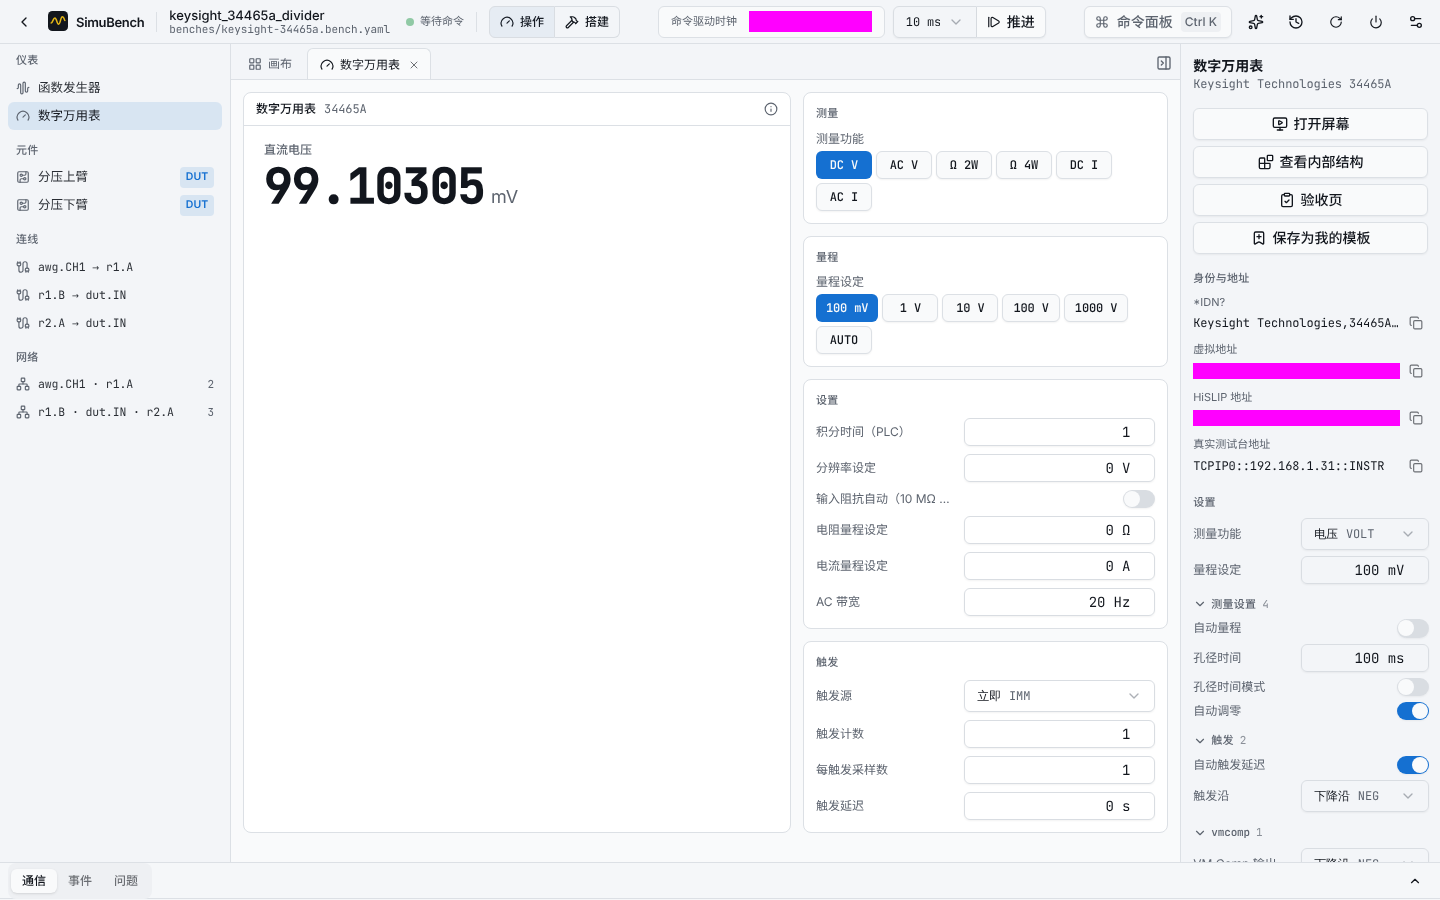 SimuBench
keysight_34465a_divider
benches/keysight-34465a.bench.yaml
等待命令
操作
搭建
命令驱动时钟
10 ms
推进
命令面板 Ctrl K
仪表
函数发生器
数字万用表
元件
分压上臂 DUT
分压下臂 DUT
连线
awg.CH1 → r1.A
r1.B → dut.IN
r2.A → dut.IN
网络
awg.CH1 · r1.A 2
r1.B · dut.IN · r2.A 3
画布
数字万用表
数字万用表 34465A
直流电压
99.10305 mV
测量
测量功能
DC V
AC V
Ω 2W
Ω 4W
DC I
AC I
量程
量程设定
100 mV
1 V
10 V
100 V
1000 V
AUTO
设置
积分时间（PLC） 1
分辨率设定 0 V
输入阻抗自动（10 MΩ ...
电阻量程设定 0 Ω
电流量程设定 0 A
AC 带宽 20 Hz
触发
触发源 立即 IMM
触发计数 1
每触发采样数 1
触发延迟 0 s
数字万用表
Keysight Technologies 34465A
打开屏幕
查看内部结构
验收页
保存为我的模板
身份与地址
*IDN?
Keysight Technologies,34465A…
虚拟地址
HiSLIP 地址
真实测试台地址
TCPIP0::192.168.1.31::INSTR
设置
测量功能 电压 VOLT
量程设定 100 mV
测量设置 4
自动量程
孔径时间 100 ms
孔径时间模式
自动调零
触发 2
自动触发延迟
触发沿 下降沿 NEG
vmcomp 1
VM Comp 输出 下降沿 NEG
通信
事件
问题